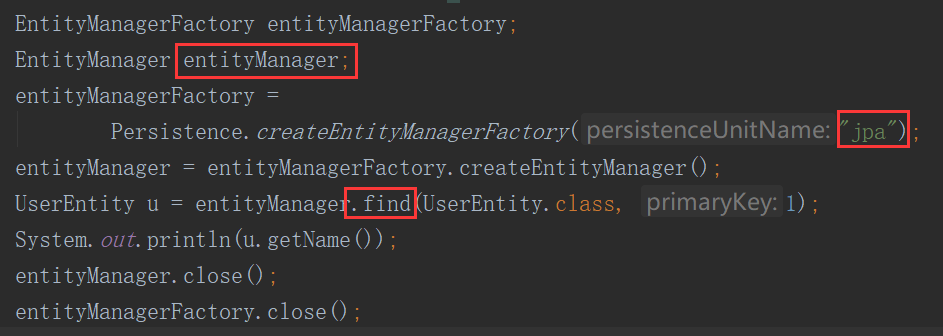 EntityManagerFactory entityManagerFactory;
EntityManager entityManager;
entityManagerFactory =
Persistence.createEntityManagerFactory( persistenceUnitName: "jpa");
entityManager = entityManagerFactory.createEntityManager();
UserEntity u = entityManager.find(UserEntity.class, primaryKey: 1);
System.out.println(u.getName());
entityManager.close();
entityManagerFactory.close();